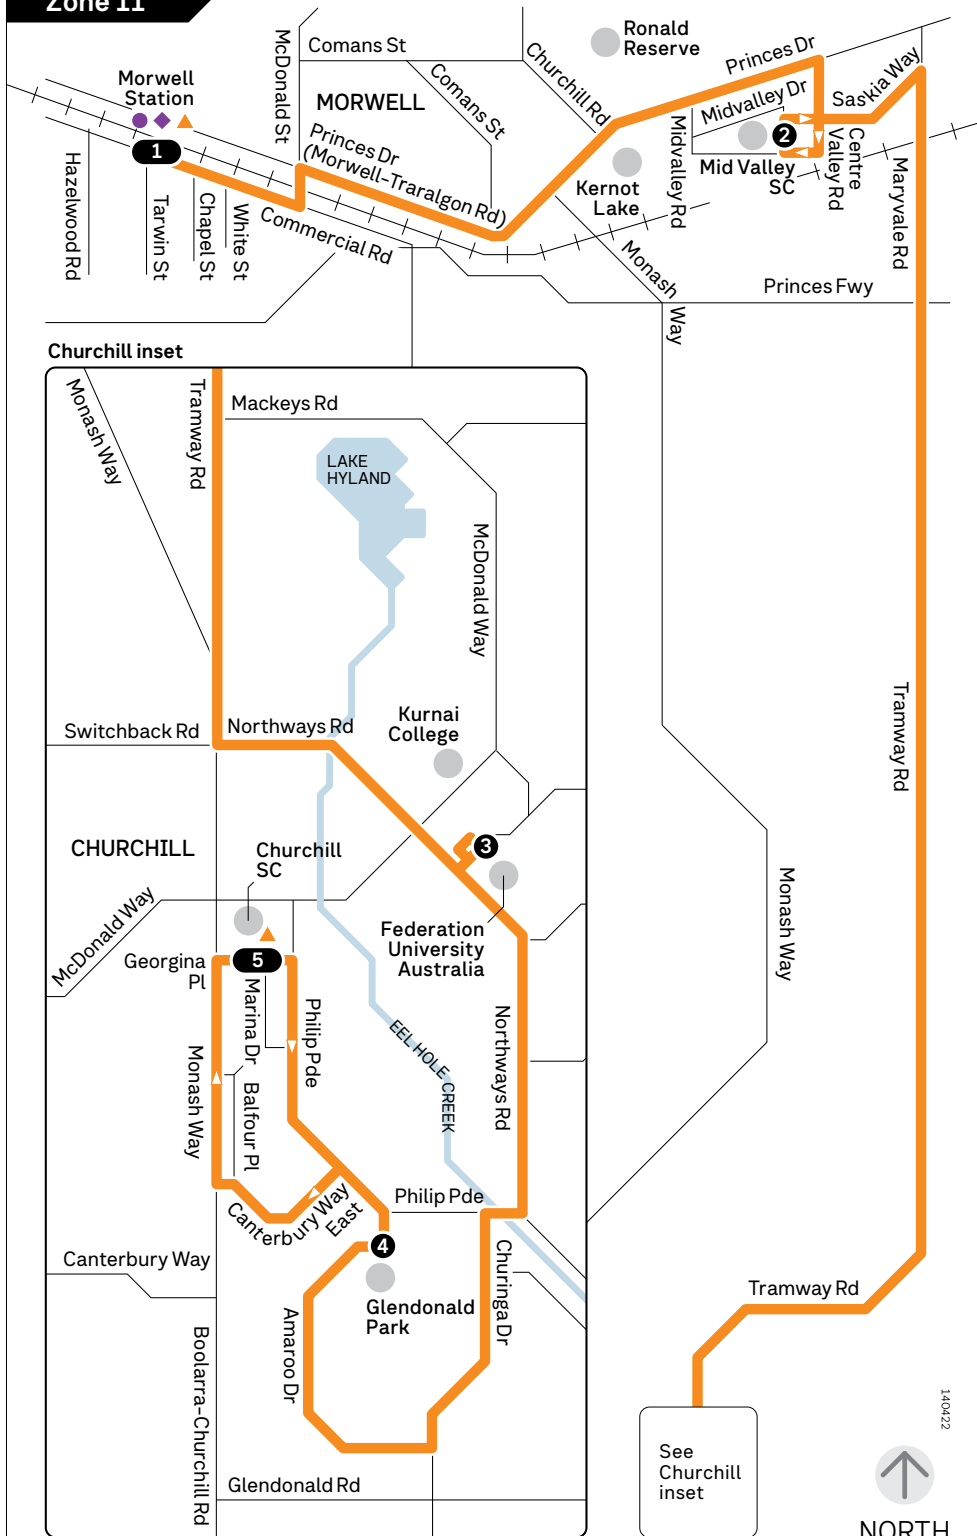 Zone 11
Morwell
Station
1
McDonald St
Comans St
MORWELL
Comans St
Churchill Rd
Ronald
Reserve
Princes Dr
Saskia Way
Midvalley Dr
2
Mid Valley
SC
Centre
Valley Rd
Midvalley Rd
Maryvale Rd
Princes Dr
(Morwell-Traralgon Rd)
Kernot
Lake
Hazelwood Rd
Tarwin St
Chapel St
White St
Commercial Rd
Monash
Way
Princes Fwy
Churchill inset
Monash Way
Tramway Rd
Mackeys Rd
LAKE
HYLAND
McDonald Way
Switchback Rd
Northways Rd
Kurnai
College
Tramway Rd
CHURCHILL
Churchill
SC
3
McDonald Way
Federation
University
Australia
Monash Way
Georgina
Pl
5
Marina Dr
Philip Pde
EEL HOLE
CREEK
Northways Rd
Monash Way
Balfour Pl
Canterbury Way
East
Philip Pde
4
Canterbury Way
Glendonald
Park
Churinga Dr
Amaroo Dr
Boolarra-Churchill Rd
Glendonald Rd
Tramway Rd
See
Churchill
inset
140422
NORTH